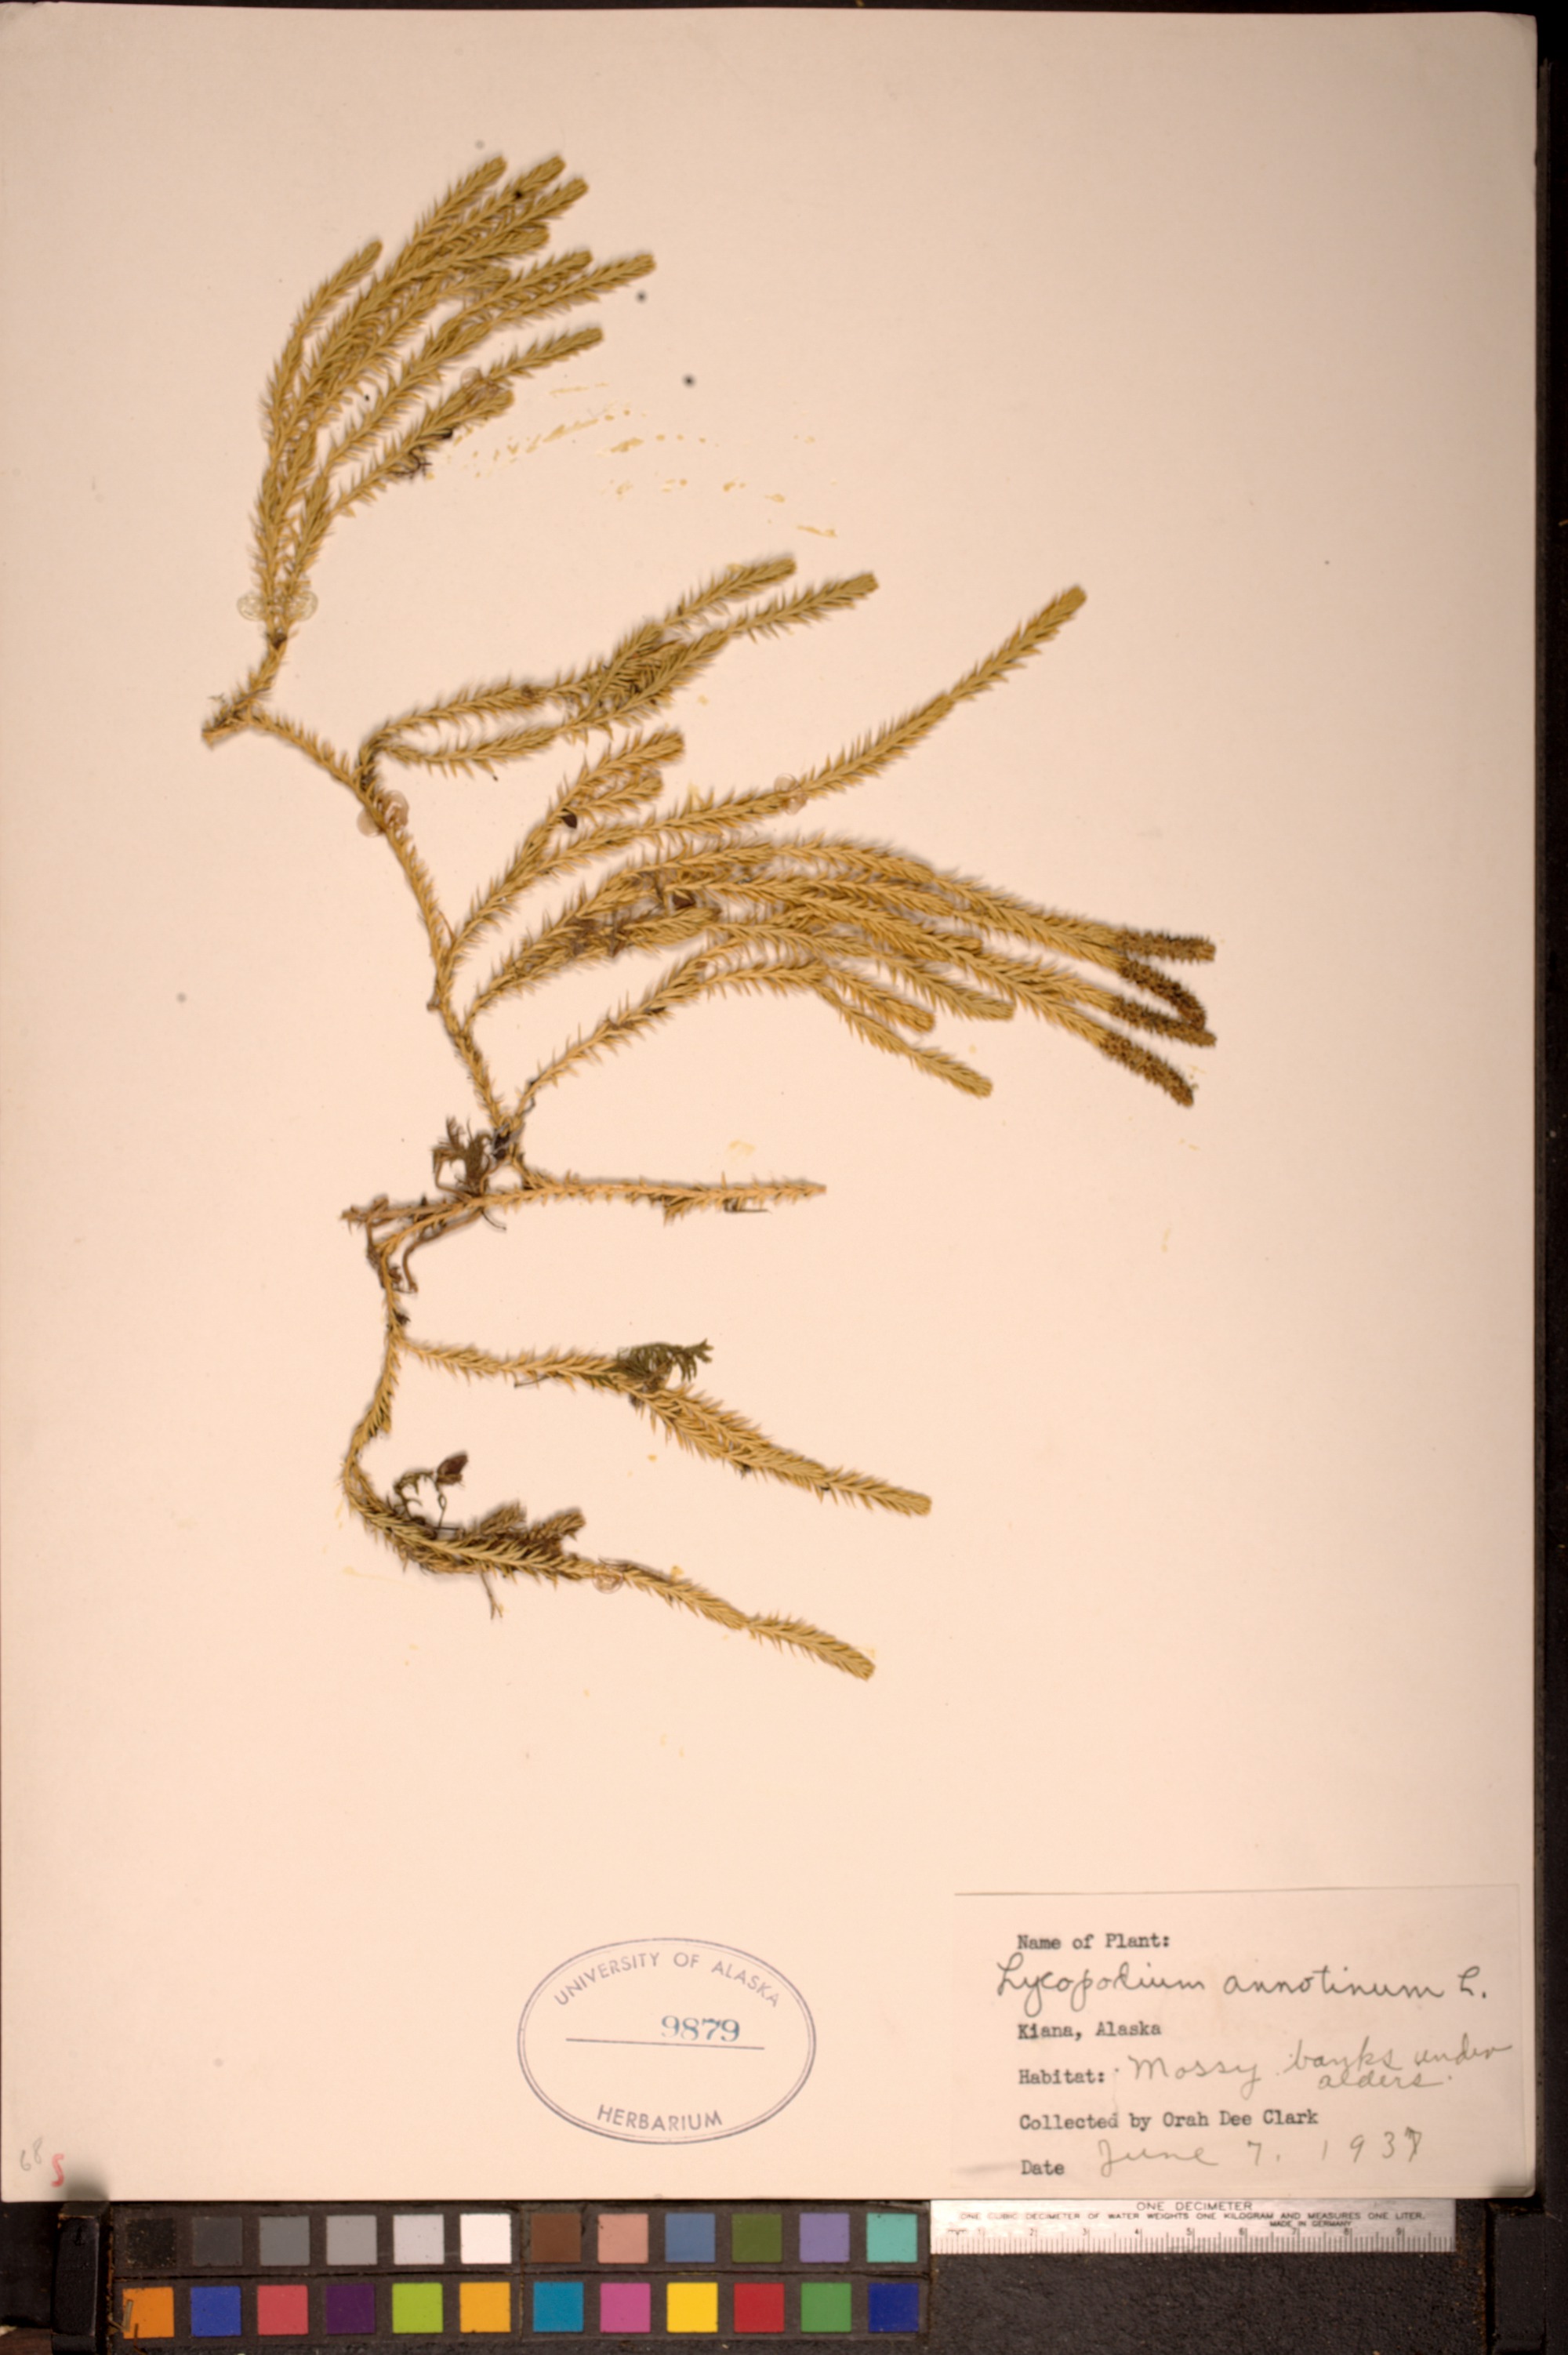 UNIVERSITY OF ALASKA
9879
HERBARIUM
Name of Plant:
Lycopodium annotinum L.
Kiana, Alaska
Habitat: Mossy banks under
alders.
Collected by Orah Dee Clark
Date June 7. 1937
68 S
ONE DECIMETER
ONE CUBIC DECIMETER OF WATER WEIGHTS ONE KILOGRAM AND MEASURES ONE LITER.
MADE IN GERMANY
1 2 3 4 5 6 7 8 9